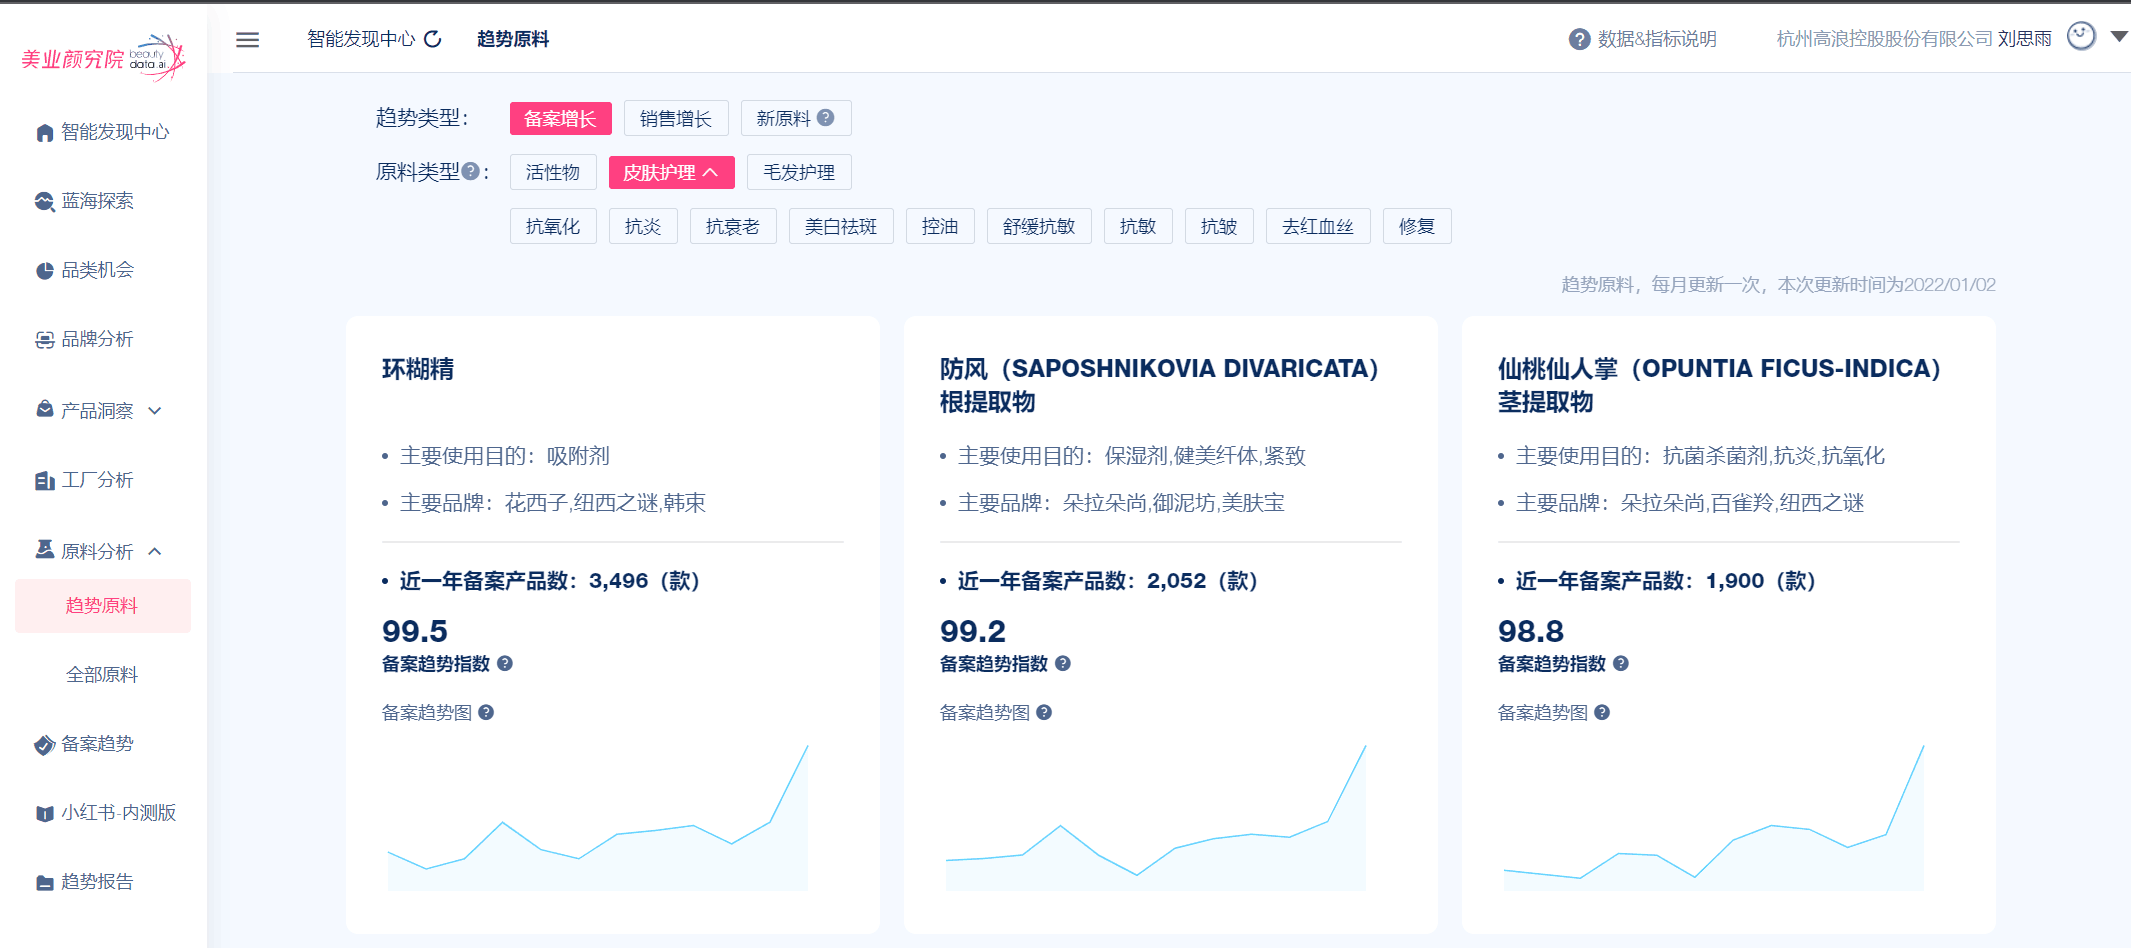 美业颜究院 beauty data.ai
智能发现中心
蓝海探索
品类机会
品牌分析
产品洞察
工厂分析
原料分析
趋势原料
全部原料
备案趋势
小红书-内测版
趋势报告
智能发现中心 趋势原料 数据&指标说明 杭州高浪控股股份有限公司 刘思雨
趋势类型： 备案增长 销售增长 新原料
原料类型： 活性物 皮肤护理 毛发护理
抗氧化 抗炎 抗衰老 美白祛斑 控油 舒缓抗敏 抗敏 抗皱 去红血丝 修复
趋势原料，每月更新一次，本次更新时间为2022/01/02
环糊精
• 主要使用目的：吸附剂
• 主要品牌：花西子,纽西之谜,韩束
• 近一年备案产品数：3,496（款）
99.5
备案趋势指数
备案趋势图
防风（SAPOSHNIKOVIA DIVARICATA）
根提取物
• 主要使用目的：保湿剂,健美纤体,紧致
• 主要品牌：朵拉朵尚,御泥坊,美肤宝
• 近一年备案产品数：2,052（款）
99.2
备案趋势指数
备案趋势图
仙桃仙人掌（OPUNTIA FICUS-INDICA）
茎提取物
• 主要使用目的：抗菌杀菌剂,抗炎,抗氧化
• 主要品牌：朵拉朵尚,百雀羚,纽西之谜
• 近一年备案产品数：1,900（款）
98.8
备案趋势指数
备案趋势图